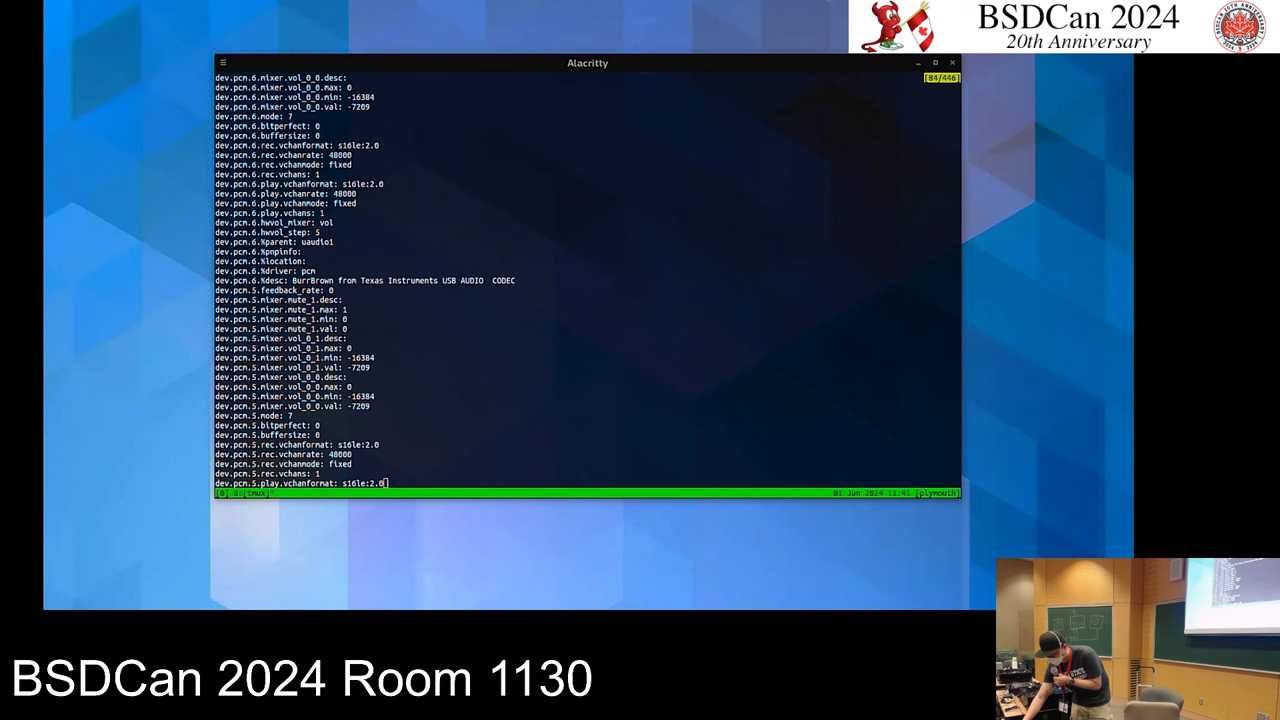 BSDCan 2024
20th Anniversary
Alacritty
dev.pcm.6.mixer.vol_0_0.desc:
[84/446]
dev.pcm.6.mixer.vol_0_0.max: 0
dev.pcm.6.mixer.vol_0_0.min: -16384
dev.pcm.6.mixer.vol_0_0.val: -7209
dev.pcm.6.mode: 7
dev.pcm.6.bitperfect: 0
dev.pcm.6.buffersize: 0
dev.pcm.6.rec.vchanformat: s16le:2.0
dev.pcm.6.rec.vchanrate: 48000
dev.pcm.6.rec.vchanmode: fixed
dev.pcm.6.rec.vchans: 1
dev.pcm.6.play.vchanformat: s16le:2.0
dev.pcm.6.play.vchanrate: 48000
dev.pcm.6.play.vchanmode: fixed
dev.pcm.6.play.vchans: 1
dev.pcm.6.hwvol_mixer: vol
dev.pcm.6.hwvol_step: 5
dev.pcm.6.%parent: uaudio1
dev.pcm.6.%pnpinfo:
dev.pcm.6.%location:
dev.pcm.6.%driver: pcm
dev.pcm.6.%desc: BurrBrown from Texas Instruments USB AUDIO  CODEC
dev.pcm.5.feedback_rate: 0
dev.pcm.5.mixer.mute_1.desc:
dev.pcm.5.mixer.mute_1.max: 1
dev.pcm.5.mixer.mute_1.min: 0
dev.pcm.5.mixer.mute_1.val: 0
dev.pcm.5.mixer.vol_0_1.desc:
dev.pcm.5.mixer.vol_0_1.max: 0
dev.pcm.5.mixer.vol_0_1.min: -16384
dev.pcm.5.mixer.vol_0_1.val: -7209
dev.pcm.5.mixer.vol_0_0.desc:
dev.pcm.5.mixer.vol_0_0.max: 0
dev.pcm.5.mixer.vol_0_0.min: -16384
dev.pcm.5.mixer.vol_0_0.val: -7209
dev.pcm.5.mode: 7
dev.pcm.5.bitperfect: 0
dev.pcm.5.buffersize: 0
dev.pcm.5.rec.vchanformat: s16le:2.0
dev.pcm.5.rec.vchanrate: 48000
dev.pcm.5.rec.vchanmode: fixed
dev.pcm.5.rec.vchans: 1
dev.pcm.5.play.vchanformat: s16le:2.0
[0] 0:[tmux]*
01 Jun 2024 11:41 [plymouth]
BSDCan 2024 Room 1130